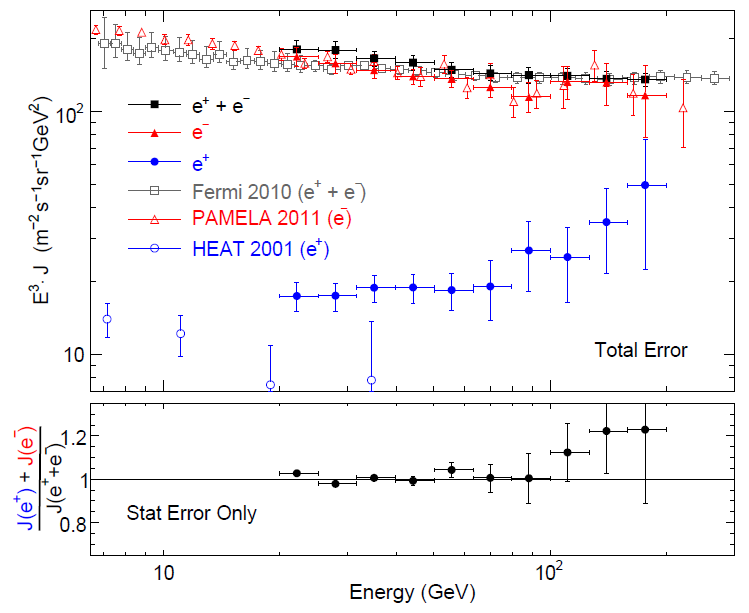 E³·J (m⁻²s⁻¹sr⁻¹GeV²)
10²
10
e⁺ + e⁻
e⁻
e⁺
Fermi 2010 (e⁺ + e⁻)
PAMELA 2011 (e⁻)
HEAT 2001 (e⁺)
Total Error
J(e⁺) + J(e⁻)
J(e⁺+e⁻)
1.2
1
0.8
Stat Error Only
10
10²
Energy (GeV)